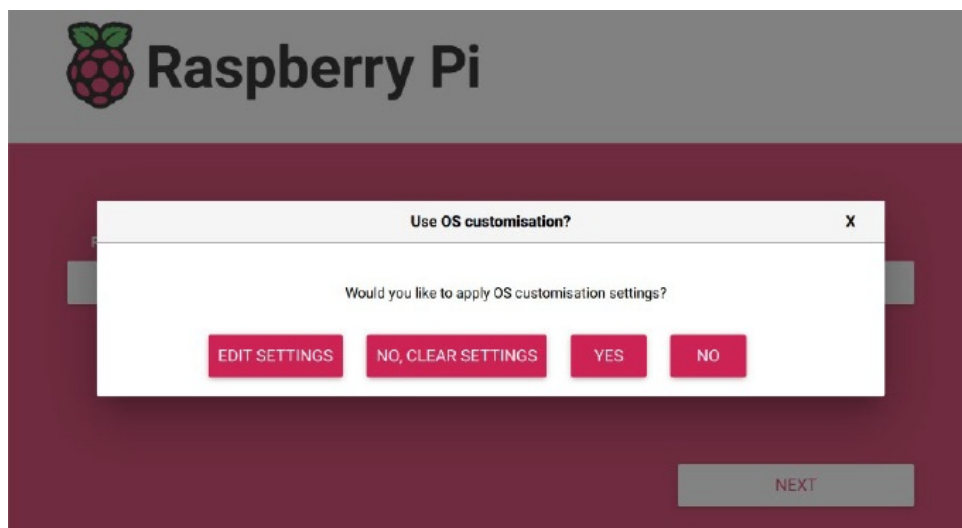 Raspberry Pi
Use OS customisation?
X
Would you like to apply OS customisation settings?
EDIT SETTINGS
NO, CLEAR SETTINGS
YES
NO
NEXT